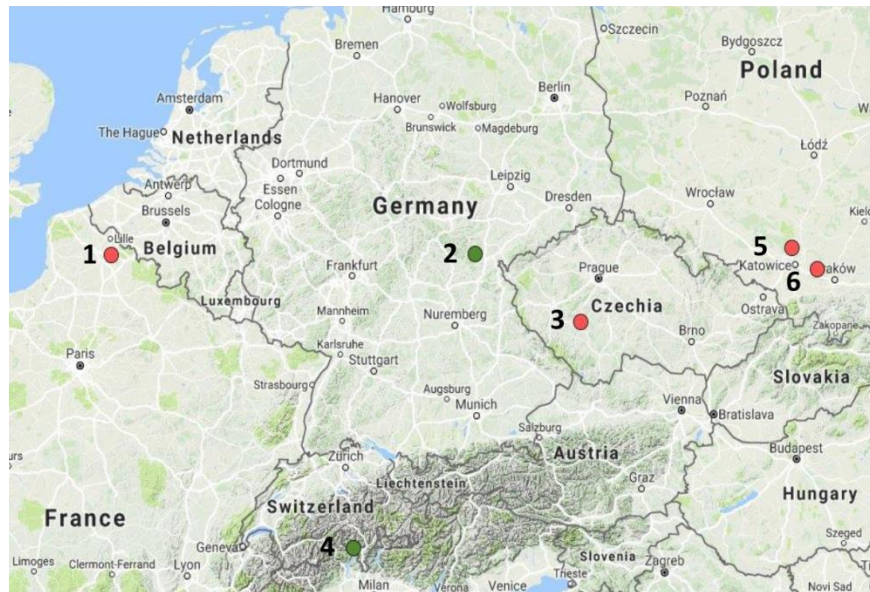 Hamburg
Szczecin
Bremen
Bydgoszcz
Poland
Amsterdam
Hanover
Wolfsburg
Berlin
Poznań
The Hague
Netherlands
Brunswick
Magdeburg
Dortmund
Łódź
Essen
Leipzig
Antwerp
Cologne
Dresden
Wrocław
Brussels
Germany
Lille
Belgium
1
2
5
Katowice
6
Frankfurt
Prague
Luxembourg
Czechia
Ostrava
Mannheim
Nuremberg
3
Brno
Zakopane
Karlsruhe
Paris
Stuttgart
Strasbourg
Slovakia
Augsburg
Munich
Vienna
Bratislava
Salzburg
Zürich
Austria
Budapest
Liechtenstein
Graz
Switzerland
Hungary
France
Geneva
4
Slovenia
Szeged
Limoges
Clermont-Ferrand
Lyon
Milan
Verona
Venice
Trieste
Zagreb
Novi Sad